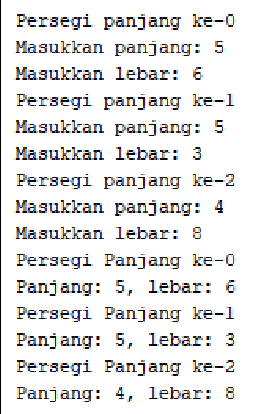 Persegi panjang ke-0
Masukkan panjang: 5
Masukkan lebar: 6
Persegi panjang ke-1
Masukkan panjang: 5
Masukkan lebar: 3
Persegi panjang ke-2
Masukkan panjang: 4
Masukkan lebar: 8
Persegi Panjang ke-0
Panjang: 5, lebar: 6
Persegi Panjang ke-1
Panjang: 5, lebar: 3
Persegi Panjang ke-2
Panjang: 4, lebar: 8